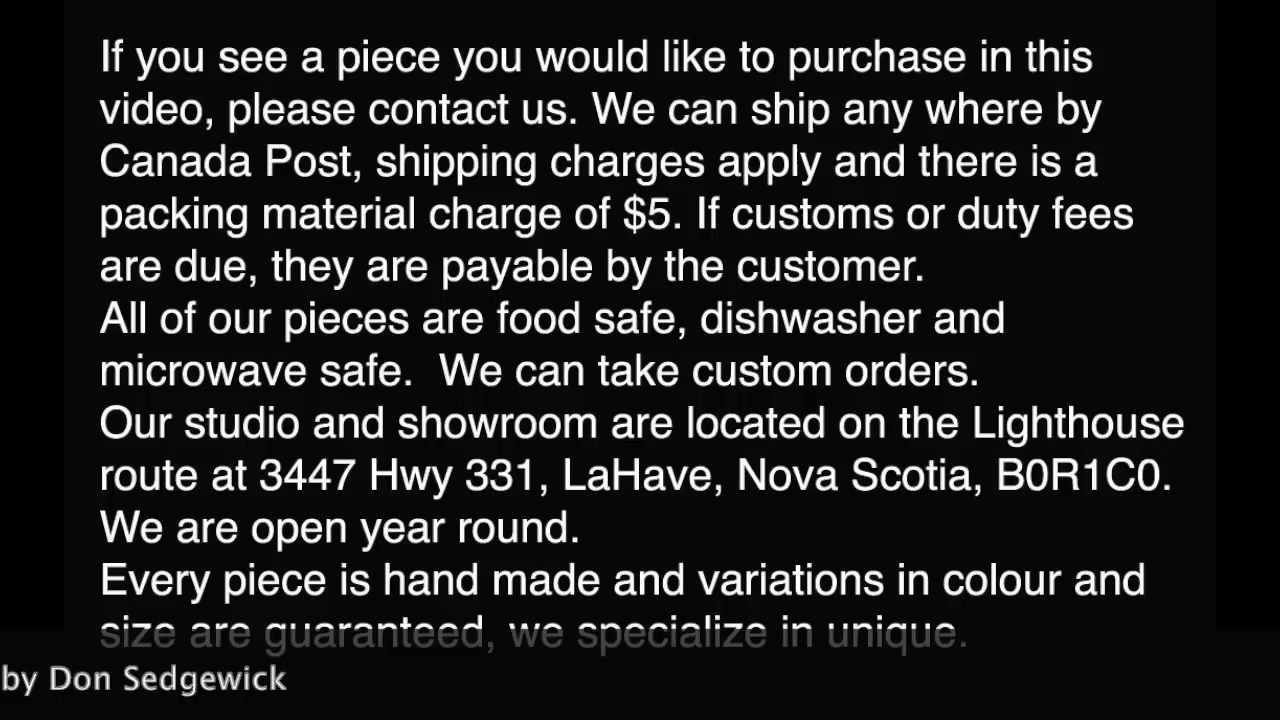 If you see a piece you would like to purchase in this
video, please contact us. We can ship any where by
Canada Post, shipping charges apply and there is a
packing material charge of $5. If customs or duty fees
are due, they are payable by the customer.
All of our pieces are food safe, dishwasher and
microwave safe.  We can take custom orders.
Our studio and showroom are located on the Lighthouse
route at 3447 Hwy 331, LaHave, Nova Scotia, B0R1C0.
We are open year round.
Every piece is hand made and variations in colour and
size are guaranteed, we specialize in unique.
by Don Sedgewick